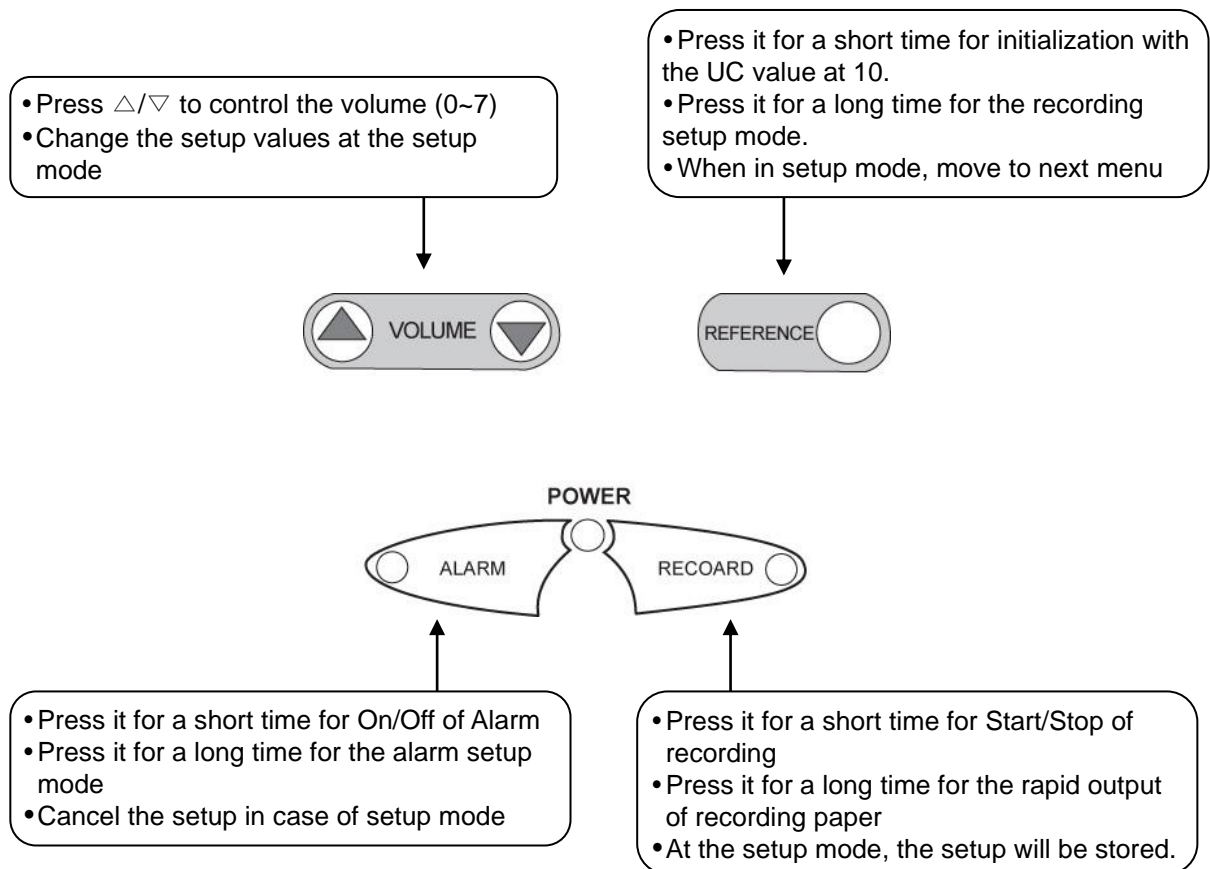 • Press △/▽ to control the volume (0~7)
• Change the setup values at the setup
mode
• Press it for a short time for initialization with
the UC value at 10.
• Press it for a long time for the recording
setup mode.
• When in setup mode, move to next menu
VOLUME
REFERENCE
POWER
ALARM
RECOARD
• Press it for a short time for On/Off of Alarm
• Press it for a long time for the alarm setup
mode
• Cancel the setup in case of setup mode
• Press it for a short time for Start/Stop of
recording
• Press it for a long time for the rapid output
of recording paper
• At the setup mode, the setup will be stored.